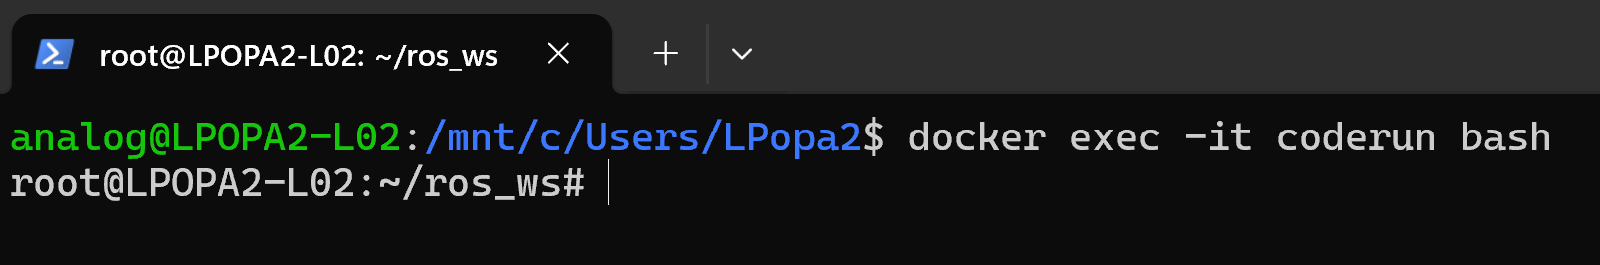 root@LPOPA2-L02: ~/ros_ws
analog@LPOPA2-L02:/mnt/c/Users/LPopa2$ docker exec -it coderun bash
root@LPOPA2-L02:~/ros_ws#